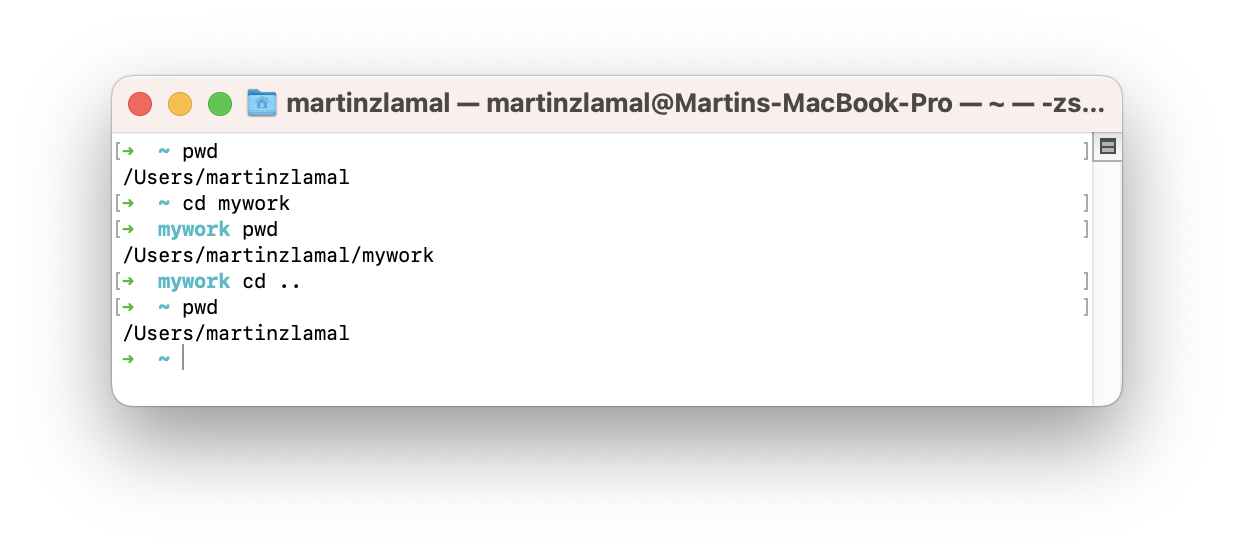 martinzlamal — martinzlamal@Martins-MacBook-Pro — ~ — -zs...
[➜  ~ pwd ]
/Users/martinzlamal
[➜  ~ cd mywork ]
[➜  mywork pwd ]
/Users/martinzlamal/mywork
[➜  mywork cd .. ]
[➜  ~ pwd ]
/Users/martinzlamal
➜  ~